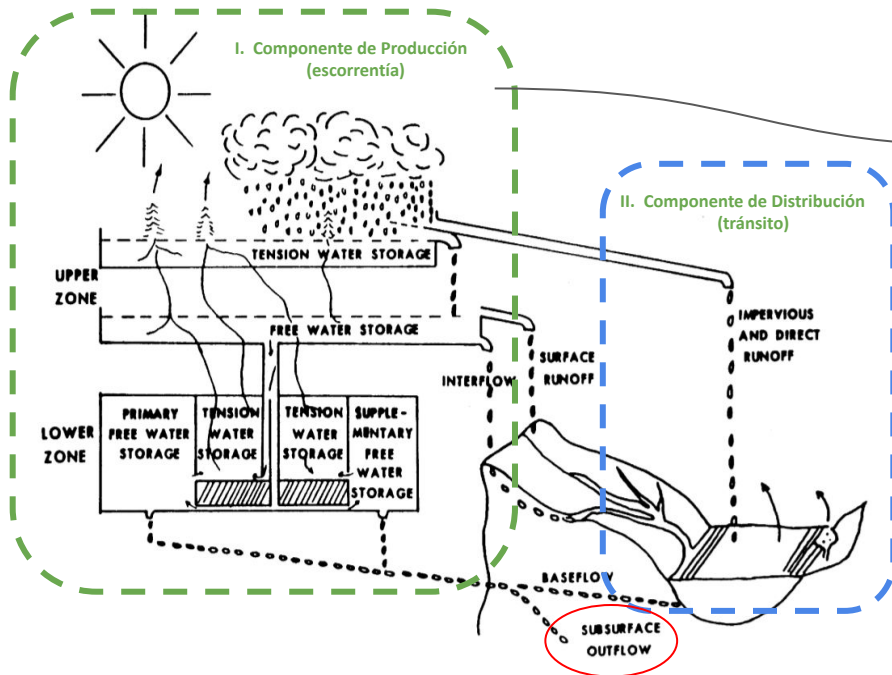 I. Componente de Producción
(escorrentía)
II. Componente de Distribución
(tránsito)
TENSION WATER STORAGE
UPPER
ZONE
FREE WATER STORAGE
IMPERVIOUS
AND DIRECT
RUNOFF
SURFACE
RUNOFF
INTERFLOW
LOWER
ZONE
PRIMARY
FREE WATER
STORAGE
TENSION
WATER
STORAGE
TENSION
WATER
STORAGE
SUPPLE-
MENTARY
FREE
WATER
STORAGE
BASEFLOW
SUBSURFACE
OUTFLOW